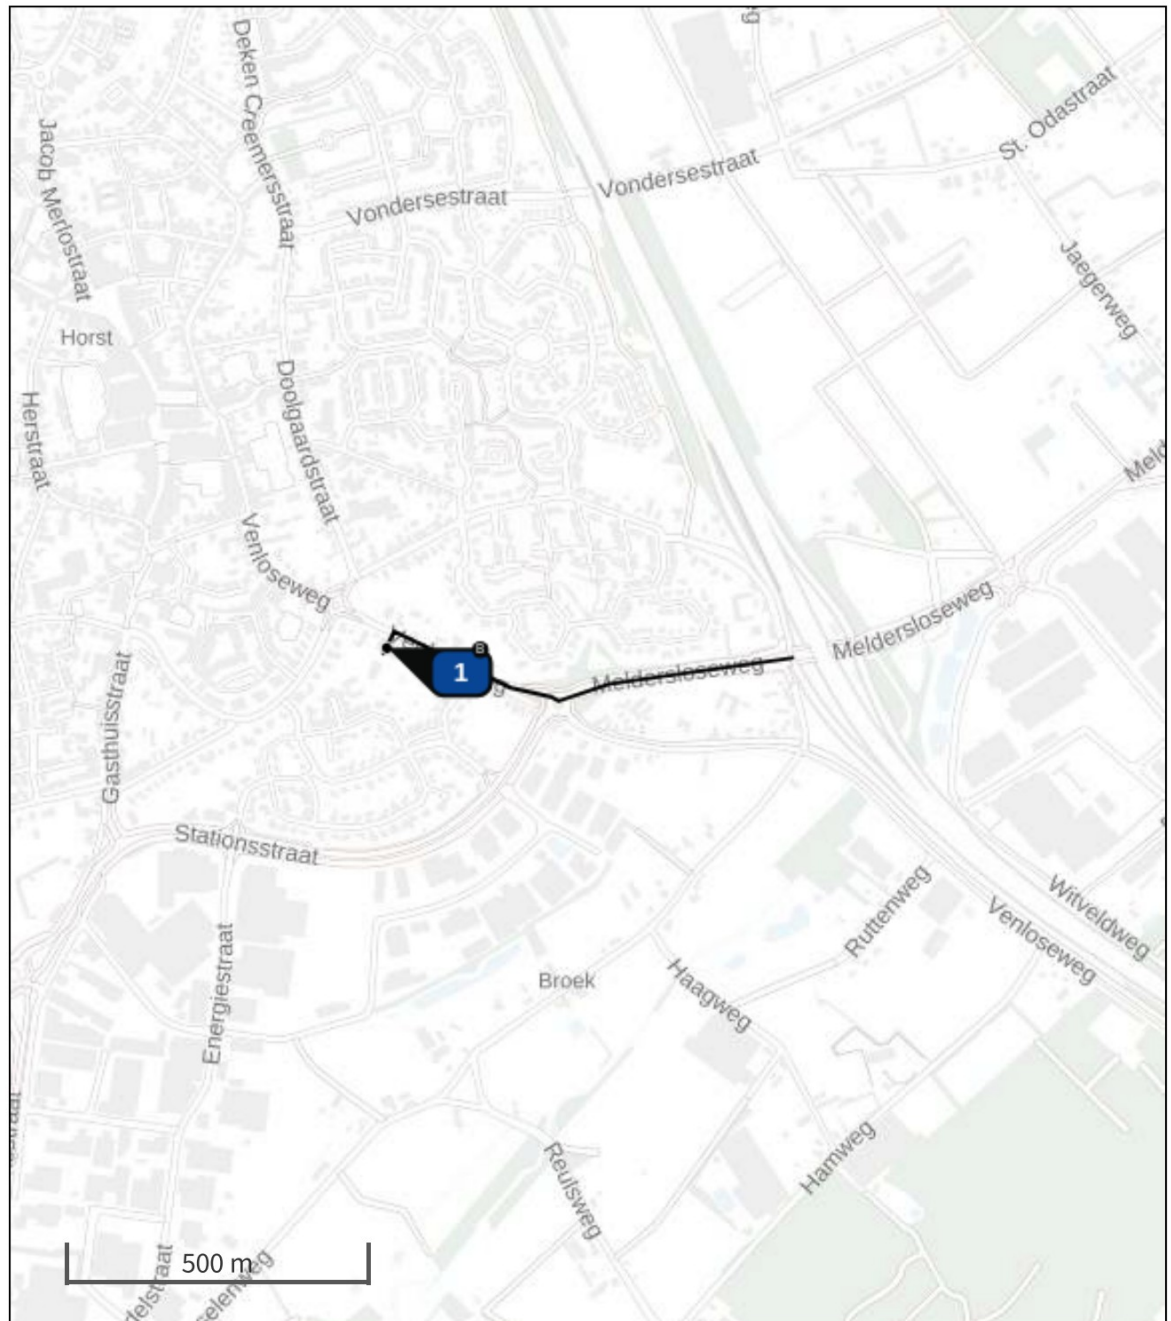 Deken Creemersstraat
Jacob Merlostraat
St. Odastraat
Vondersestraat
Vondersestraat
Jaegerweg
Horst
Doolgaardstraat
Herstraat
Venloseweg
Meldersloseweg
B
1
Meldersloseweg
Gasthuisstraat
Stationsstraat
Ruttenweg
Witveldweg
Venloseweg
Energiestraat
Broek
Haagweg
Hamweg
Reulsweg
500 m